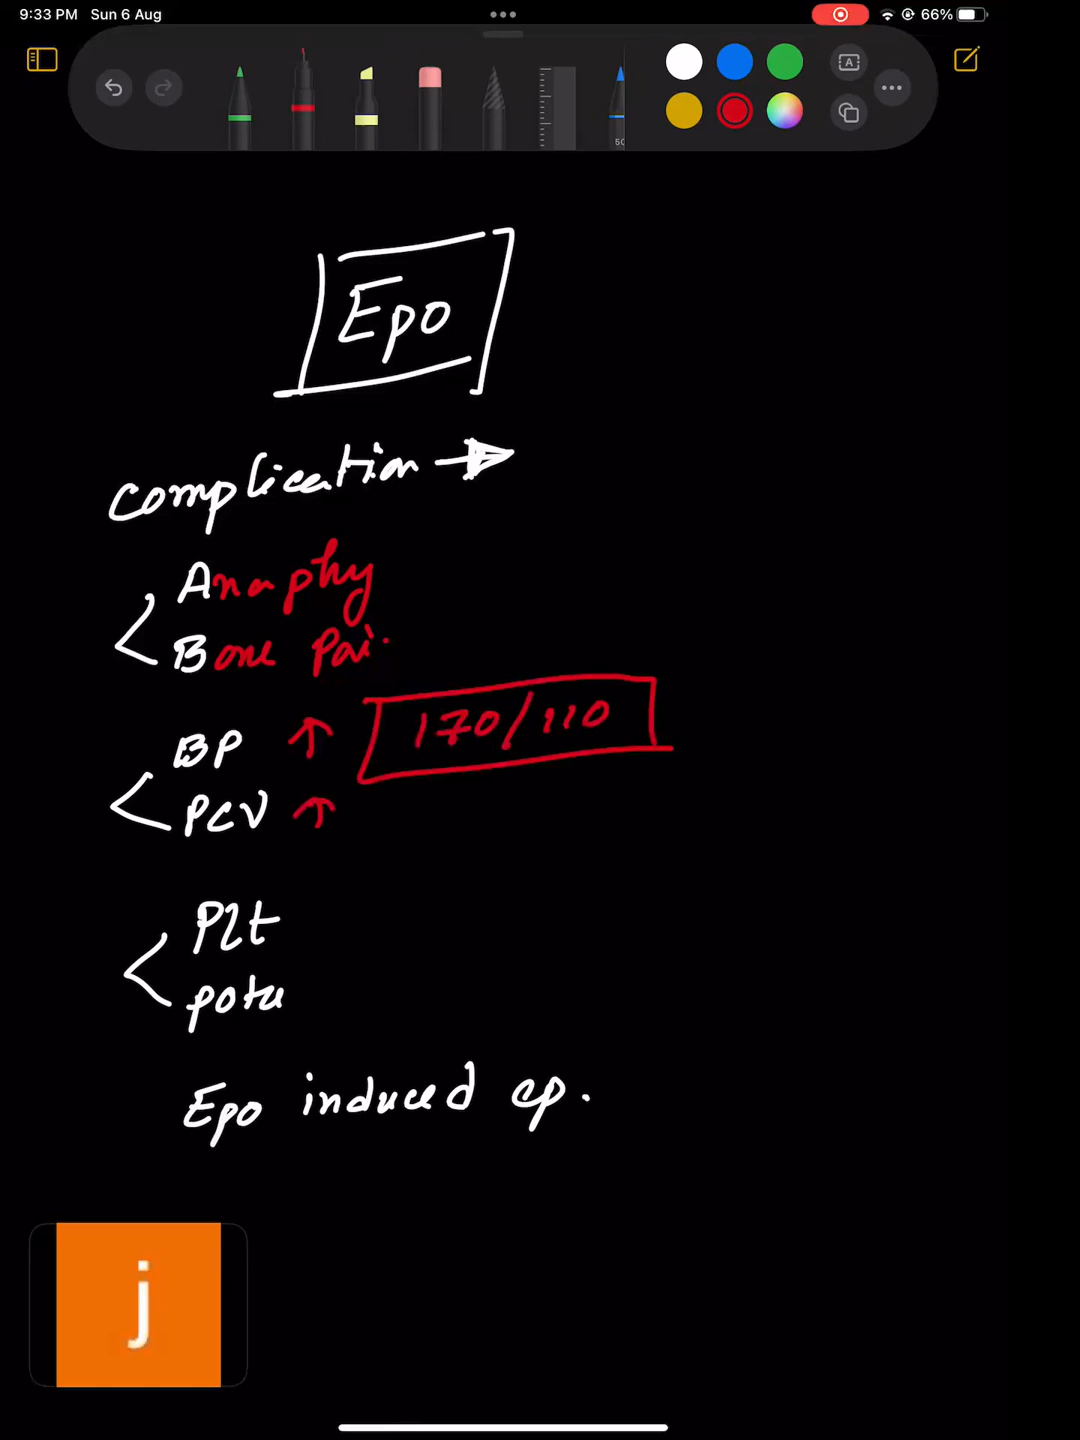 9:33 PM Sun 6 Aug 66%
A
50
Epo
Complication →
Anaphy
Bone Pai.
BP ↑ 170/110
PCV ↑
Plt
pota
Epo induced ep.
j